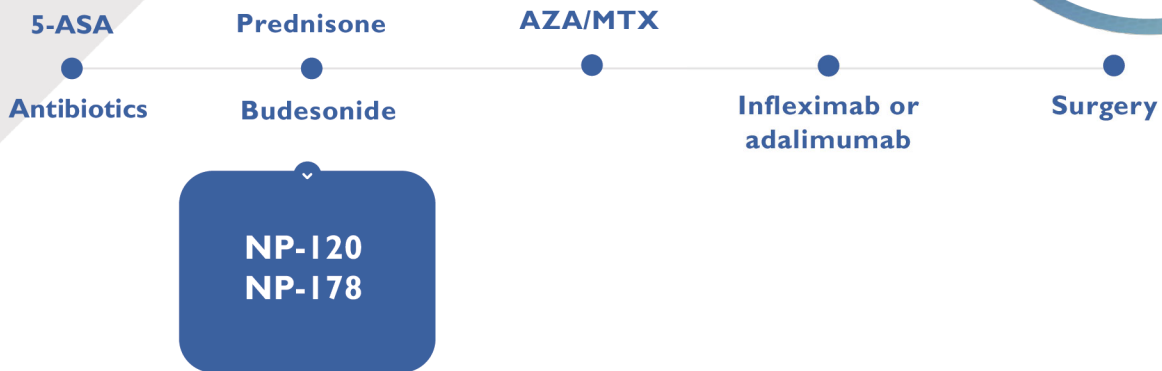 5-ASA
Prednisone
AZA/MTX
Antibiotics
Budesonide
Infleximab or
adalimumab
Surgery
NP-120
NP-178